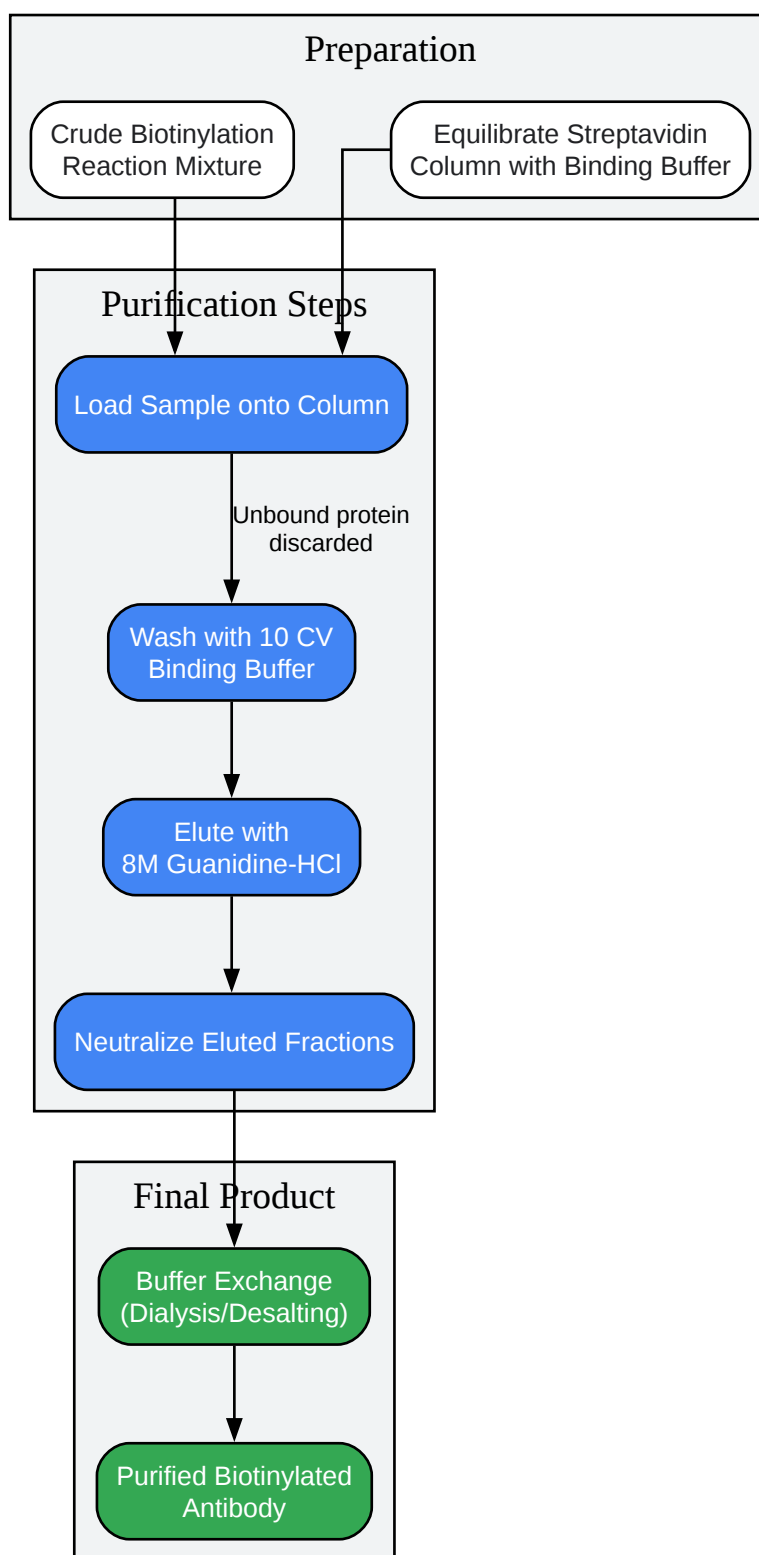 Preparation
Crude Biotinylation
Reaction Mixture
Equilibrate Streptavidin
Column with Binding Buffer
Purification Steps
Load Sample onto Column
Unbound protein
discarded
Wash with 10 CV
Binding Buffer
Elute with
8M Guanidine-HCl
Neutralize Eluted Fractions
Final Product
Buffer Exchange
(Dialysis/Desalting)
Purified Biotinylated
Antibody